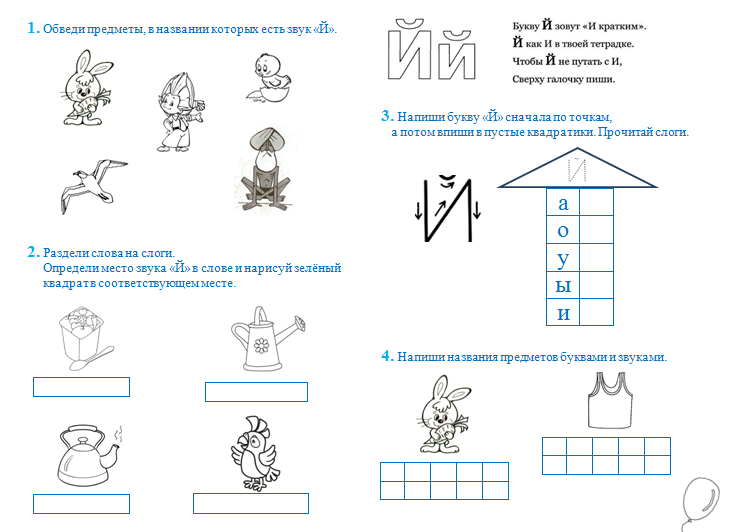 1. Обведи предметы, в названии которых есть звук «Й».
2. Раздели слова на слоги.
Определи место звука «Й» в слове и нарисуй зелёный
квадрат в соответствующем месте.
Йй
Букву Й зовут «И кратким».
Й как И в твоей тетрадке.
Чтобы Й не путать с И,
Сверху галочку пиши.
3. Напиши букву «Й» сначала по точкам,
а потом впиши в пустые квадратики. Прочитай слоги.
Й
Й
а
о
у
ы
и
4. Напиши названия предметов буквами и звуками.